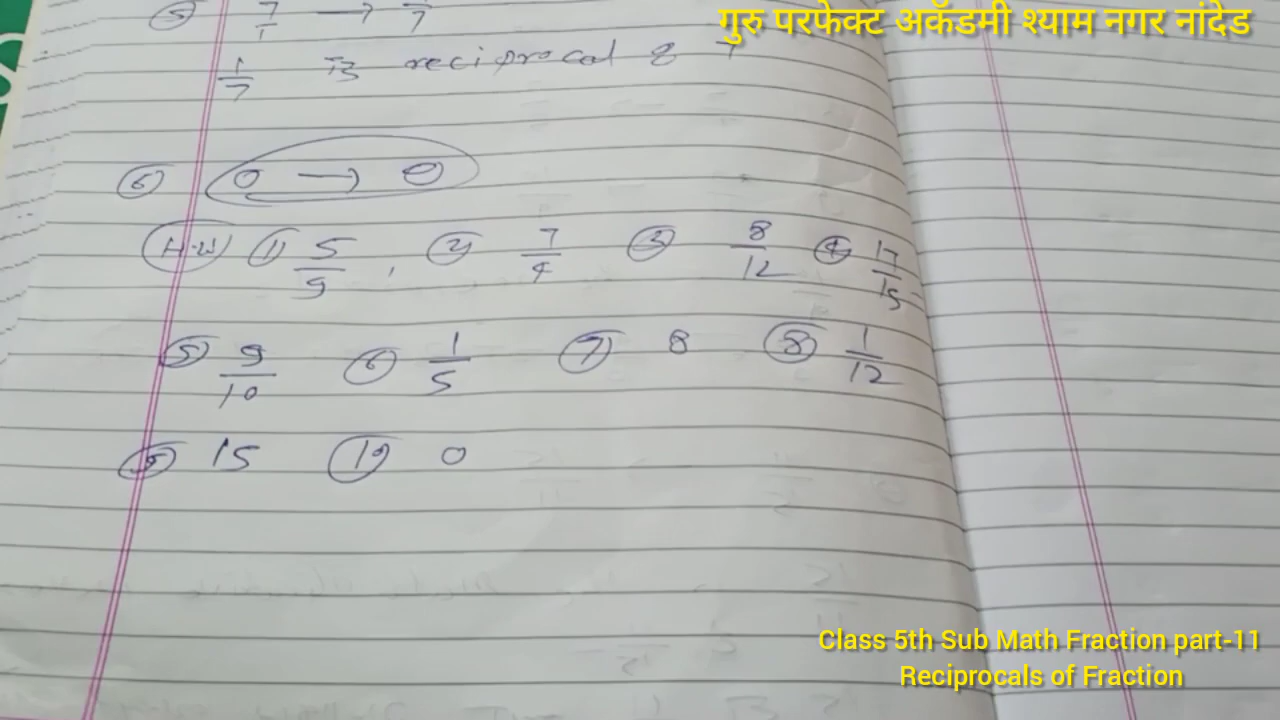 गुरु परफेक्ट अकॅडमी श्याम नगर नांदेड
⑤ 7/1 → 1/7
1/7 is reciprocal of 7
⑥ 0 → 0
H.W ① 5/9 , ② 7/4 ③ 8/12 ④ 17/15
⑤ 9/10 ⑥ 1/5 ⑦ 8 ⑧ 1/12
⑨ 15 ⑩ 0
Class 5th Sub Math Fraction part-11
Reciprocals of Fraction